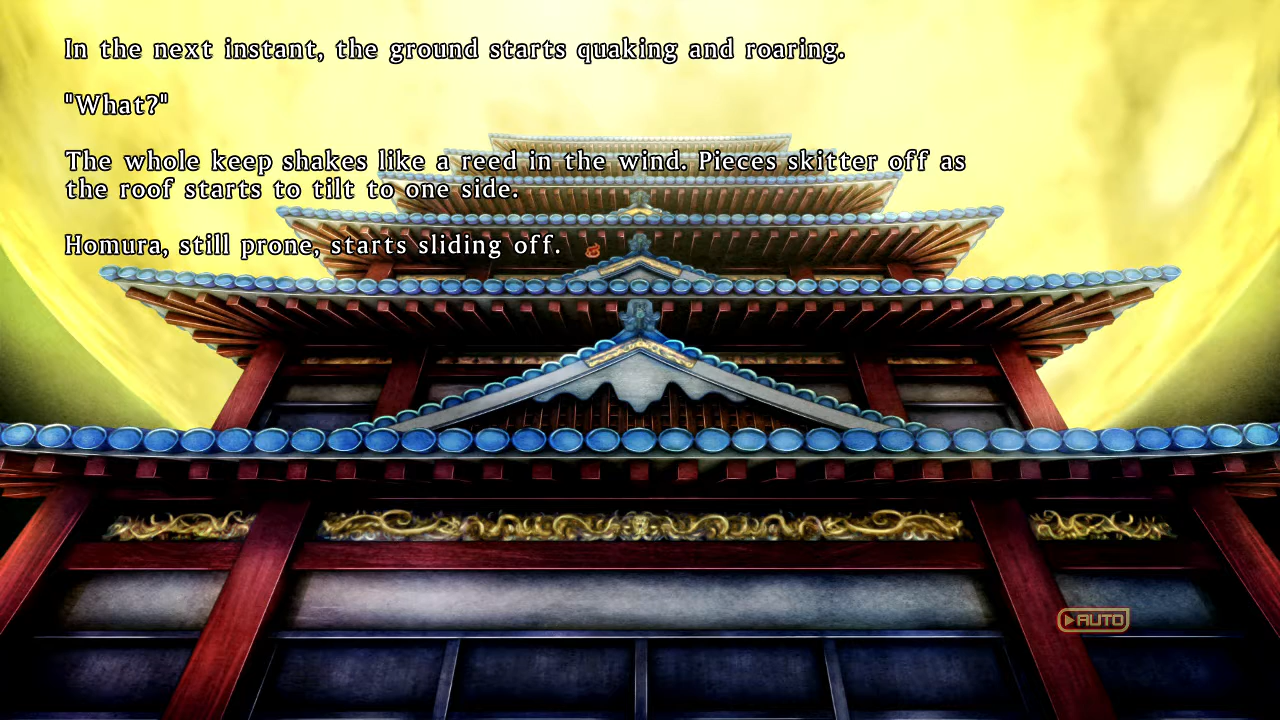 In the next instant, the ground starts quaking and roaring.
"What?"
The whole keep shakes like a reed in the wind. Pieces skitter off as
the roof starts to tilt to one side.
Homura, still prone, starts sliding off.
AUTO